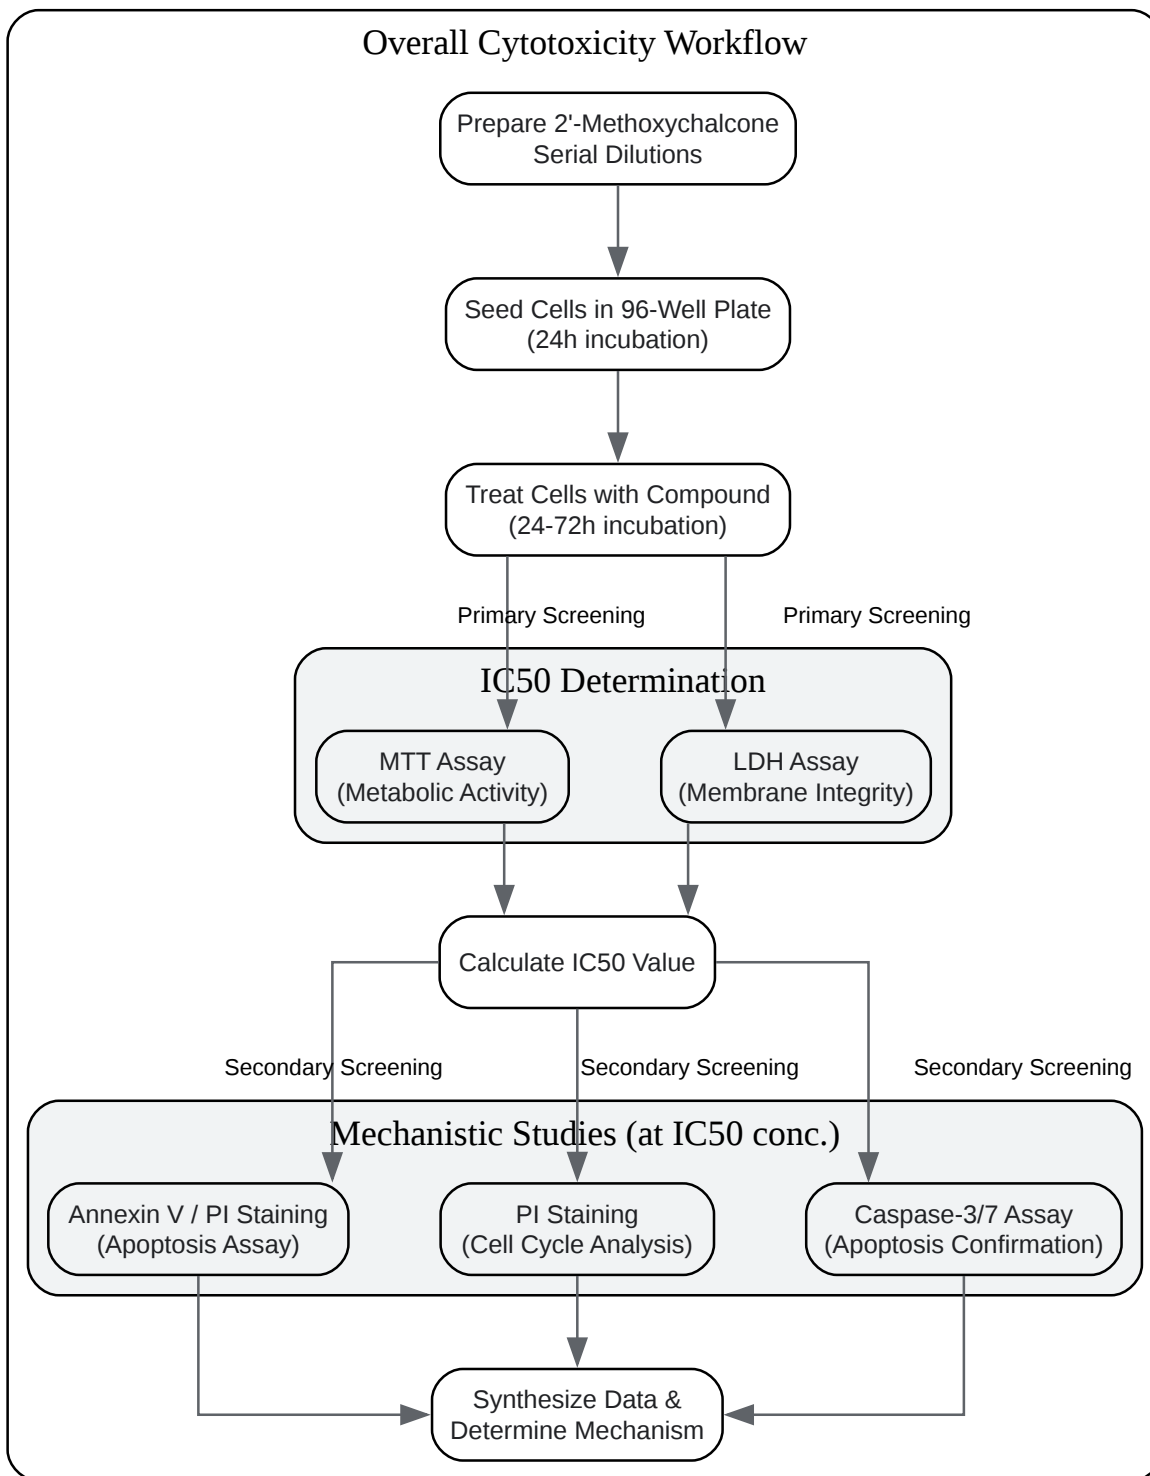 Overall Cytotoxicity Workflow
Prepare 2'-Methoxychalcone
Serial Dilutions
Seed Cells in 96-Well Plate
(24h incubation)
Treat Cells with Compound
(24-72h incubation)
Primary Screening
Primary Screening
IC50 Determination
MTT Assay
(Metabolic Activity)
LDH Assay
(Membrane Integrity)
Calculate IC50 Value
Secondary Screening
Secondary Screening
Secondary Screening
Mechanistic Studies (at IC50 conc.)
Annexin V / PI Staining
(Apoptosis Assay)
PI Staining
(Cell Cycle Analysis)
Caspase-3/7 Assay
(Apoptosis Confirmation)
Synthesize Data &
Determine Mechanism